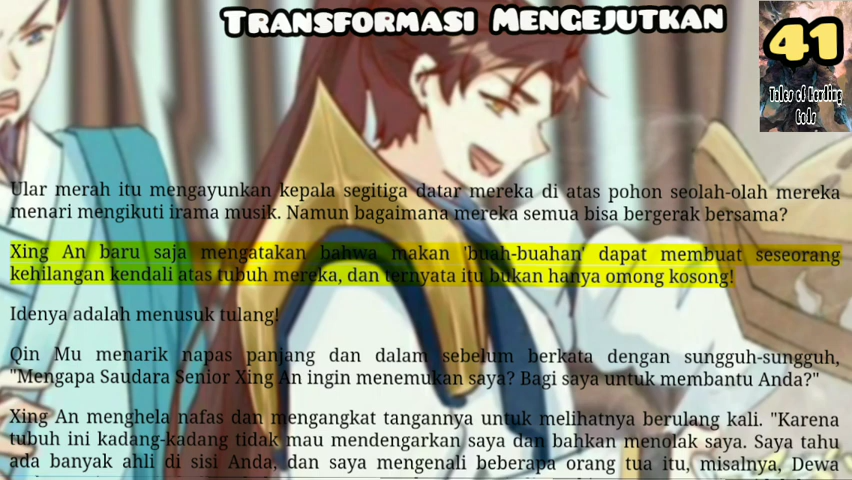 Transformasi Mengejutkan
41
Tales of Herding
Gods
Ular merah itu mengayunkan kepala segitiga datar mereka di atas pohon seolah-olah mereka
menari mengikuti irama musik. Namun bagaimana mereka semua bisa bergerak bersama?
Xing An baru saja mengatakan bahwa makan 'buah-buahan' dapat membuat seseorang
kehilangan kendali atas tubuh mereka, dan ternyata itu bukan hanya omong kosong!
Idenya adalah menusuk tulang!
Qin Mu menarik napas panjang dan dalam sebelum berkata dengan sungguh-sungguh,
"Mengapa Saudara Senior Xing An ingin menemukan saya? Bagi saya untuk membantu Anda?"
Xing An menghela nafas dan mengangkat tangannya untuk melihatnya berulang kali. "Karena
tubuh ini kadang-kadang tidak mau mendengarkan saya dan bahkan menolak saya. Saya tahu
ada banyak ahli di sisi Anda, dan saya mengenali beberapa orang tua itu, misalnya, Dewa